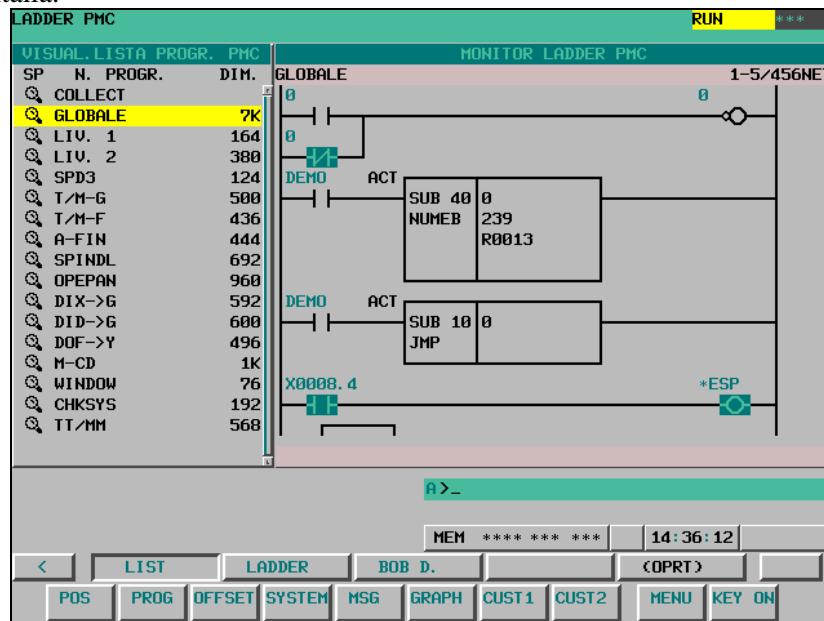 LADDER PMC RUN ***
VISUAL.LISTA PROGR. PMC MONITOR LADDER PMC
SP N. PROGR. DIM. GLOBALE 1-5/456NE
COLLECT 0 0
GLOBALE 7K
LIV. 1 164 0
LIV. 2 380
SPD3 124 DEMO ACT
T/M-G 500 SUB 40 0
T/M-F 436 NUMEB 239
A-FIN 444 R0013
SPINDL 692
OPEPAN 960
DIX->G 592 DEMO ACT
DID->G 600 SUB 10 0
DOF->Y 496 JMP
M-CD 1K
WINDOW 76 X0008.4 *ESP
CHKSYS 192
TT/MM 568
A>_
MEM **** *** *** 14:36:12
< LIST LADDER BOB D. (OPRT)
POS PROG OFFSET SYSTEM MSG GRAPH CUST1 CUST2 MENU KEY ON